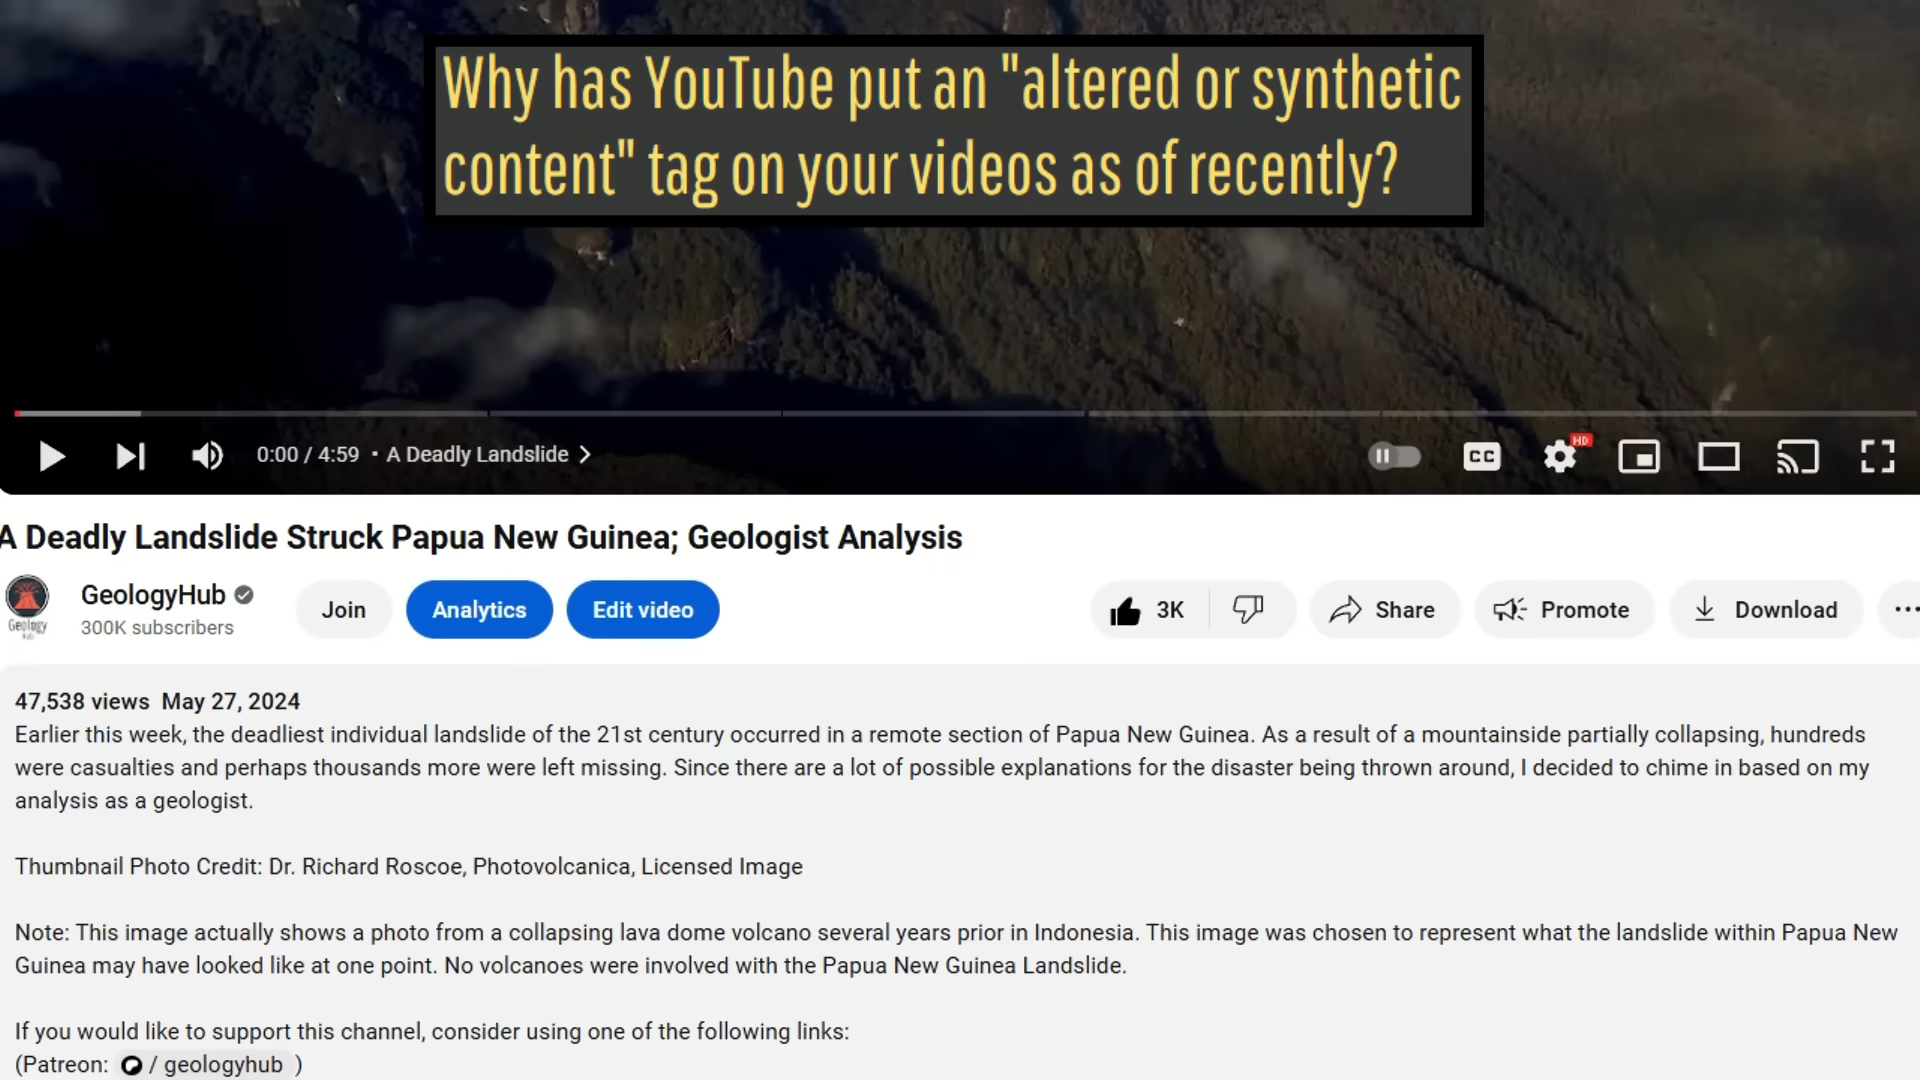 Why has YouTube put an "altered or synthetic
content" tag on your videos as of recently?
0:00 / 4:59 • A Deadly Landslide
CC
HD
A Deadly Landslide Struck Papua New Guinea; Geologist Analysis
Geology
Hub
GeologyHub
300K subscribers
Join
Analytics
Edit video
3K
Share
Promote
Download
47,538 views May 27, 2024
Earlier this week, the deadliest individual landslide of the 21st century occurred in a remote section of Papua New Guinea. As a result of a mountainside partially collapsing, hundreds
were casualties and perhaps thousands more were left missing. Since there are a lot of possible explanations for the disaster being thrown around, I decided to chime in based on my
analysis as a geologist.
Thumbnail Photo Credit: Dr. Richard Roscoe, Photovolcanica, Licensed Image
Note: This image actually shows a photo from a collapsing lava dome volcano several years prior in Indonesia. This image was chosen to represent what the landslide within Papua New
Guinea may have looked like at one point. No volcanoes were involved with the Papua New Guinea Landslide.
If you would like to support this channel, consider using one of the following links:
(Patreon: / geologyhub )